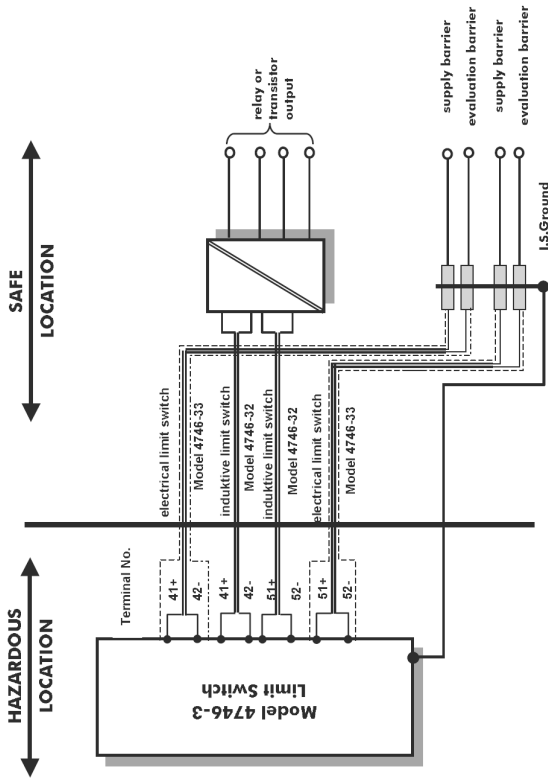 HAZARDOUS
LOCATION
SAFE
LOCATION
Terminal No.
41+
42-
41+
42-
51+
52-
51+
52-
electrical limit switch
Model 4746-33
induktive limit switch
Model 4746-32
induktive limit switch
Model 4746-32
electrical limit switch
Model 4746-33
Model 4746-3
Limit Switch
relay or
transistor
output
supply barrier
evaluation barrier
supply barrier
evaluation barrier
I.S.Ground